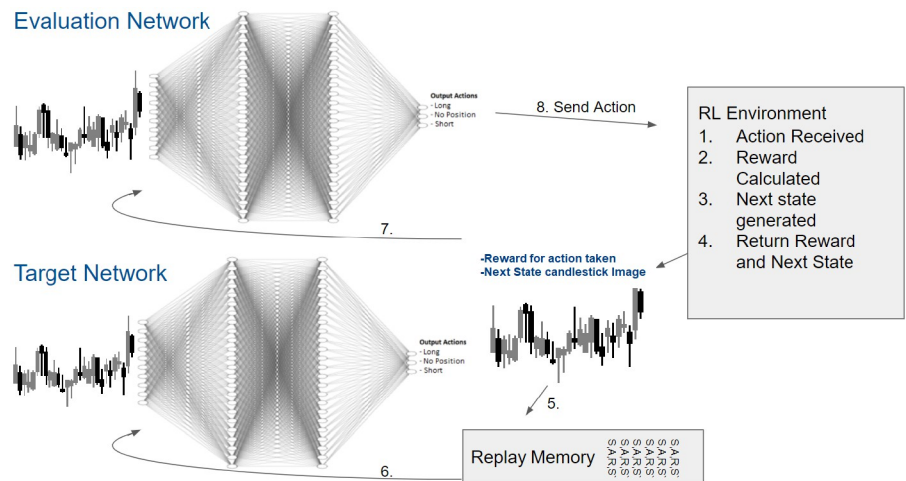 Evaluation Network
Output Actions
- Long
- No Position
- Short
8. Send Action
RL Environment
1. Action Received
2. Reward
Calculated
3. Next state
generated
4. Return Reward
and Next State
7.
-Reward for action taken
-Next State candlestick Image
Target Network
Output Actions
- Long
- No Position
- Short
5.
Replay Memory
S,A,R,S'
S,A,R,S'
S,A,R,S'
S,A,R,S'
S,A,R,S'
S,A,R,S'
6.